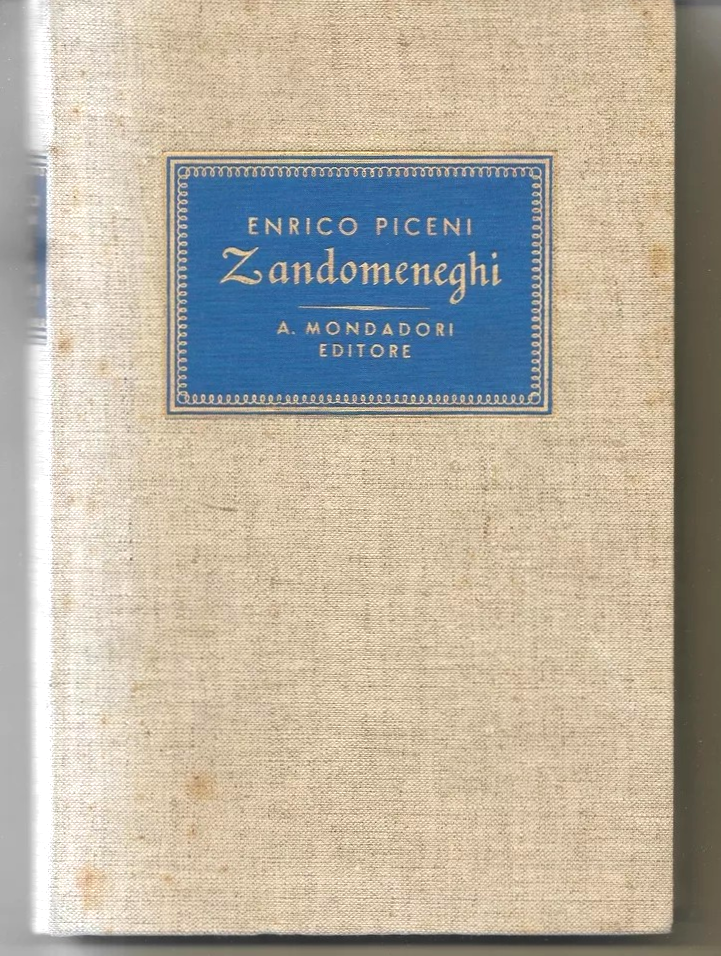 ENRICO PICENI
Zandomeneghi
A. MONDADORI
EDITORE